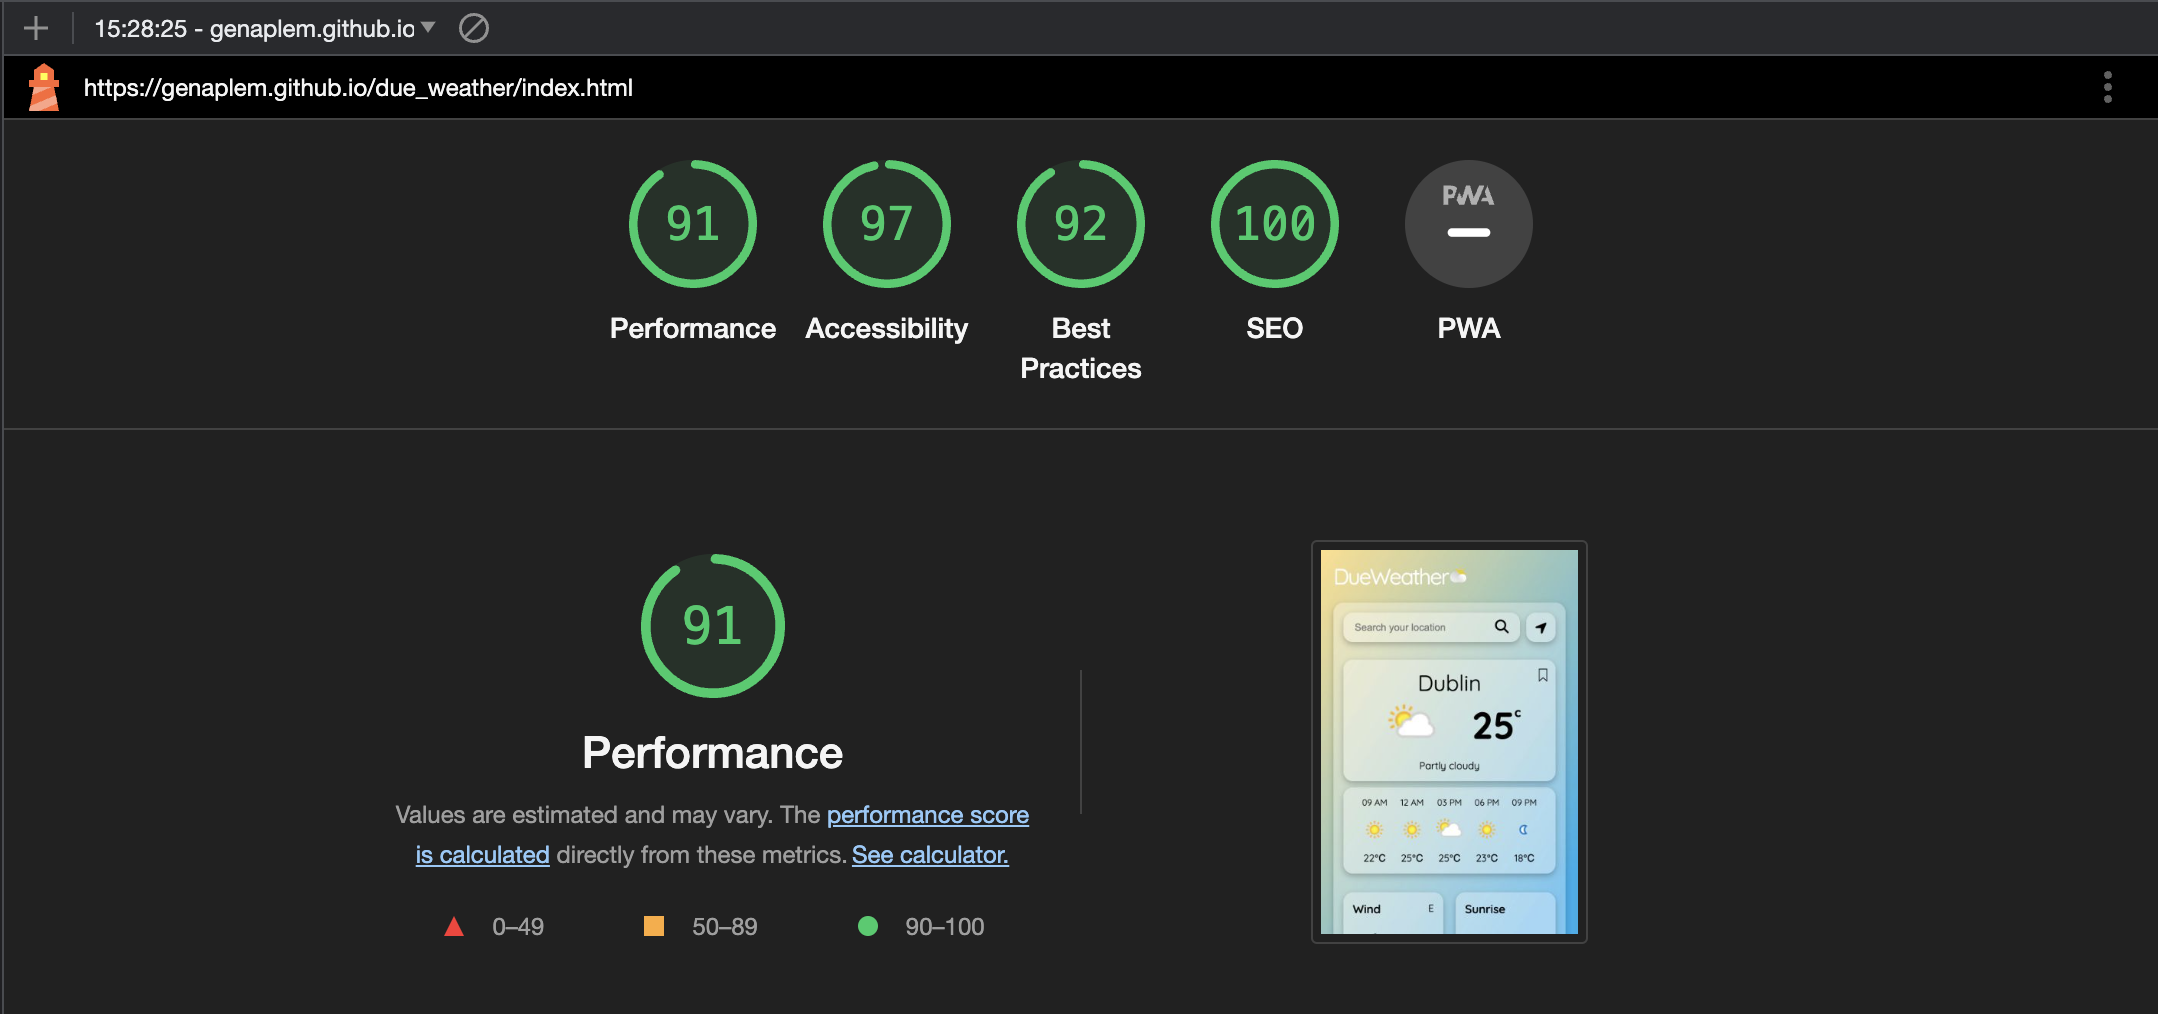 15:28:25 - genaplem.github.io
https://genaplem.github.io/due_weather/index.html
91
97
92
100
PWA
Performance
Accessibility
Best
Practices
SEO
PWA
91
Performance
Values are estimated and may vary. The performance score
is calculated directly from these metrics. See calculator.
0–49
50–89
90–100
DueWeather
Search your location
Dublin
25c
Partly cloudy
09 AM 12 AM 03 PM 06 PM 09 PM
22°C 25°C 25°C 23°C 18°C
Wind E
Sunrise